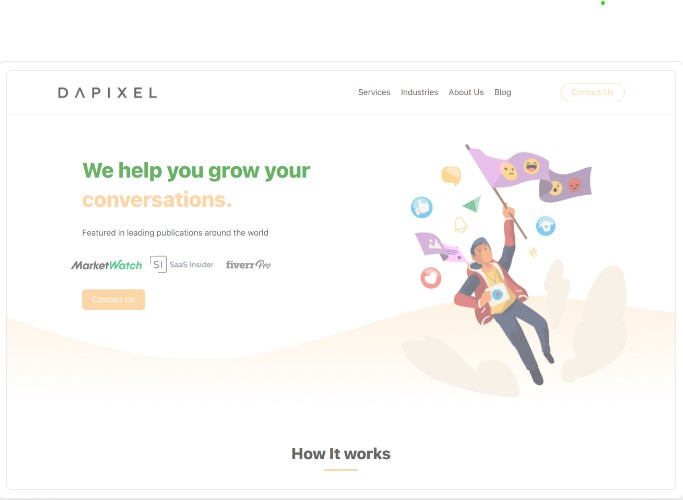 DAPIXEL
Services Industries About Us Blog Contact Us
We help you grow your
conversations.
Featured in leading publications around the world
MarketWatch SI SaaS Insider fiverr Pro
Contact Us
How It works